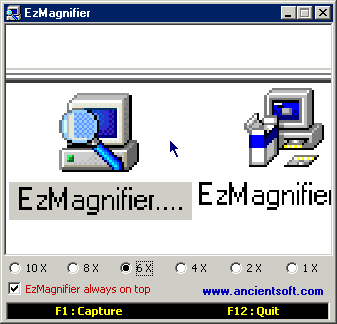 EzMagnifier
EzMagnifier.... EzMagnifier
10 X 8 X 6 X 4 X 2 X 1 X
EzMagnifier always on top
www.ancientsoft.com
F1 : Capture F12 : Quit